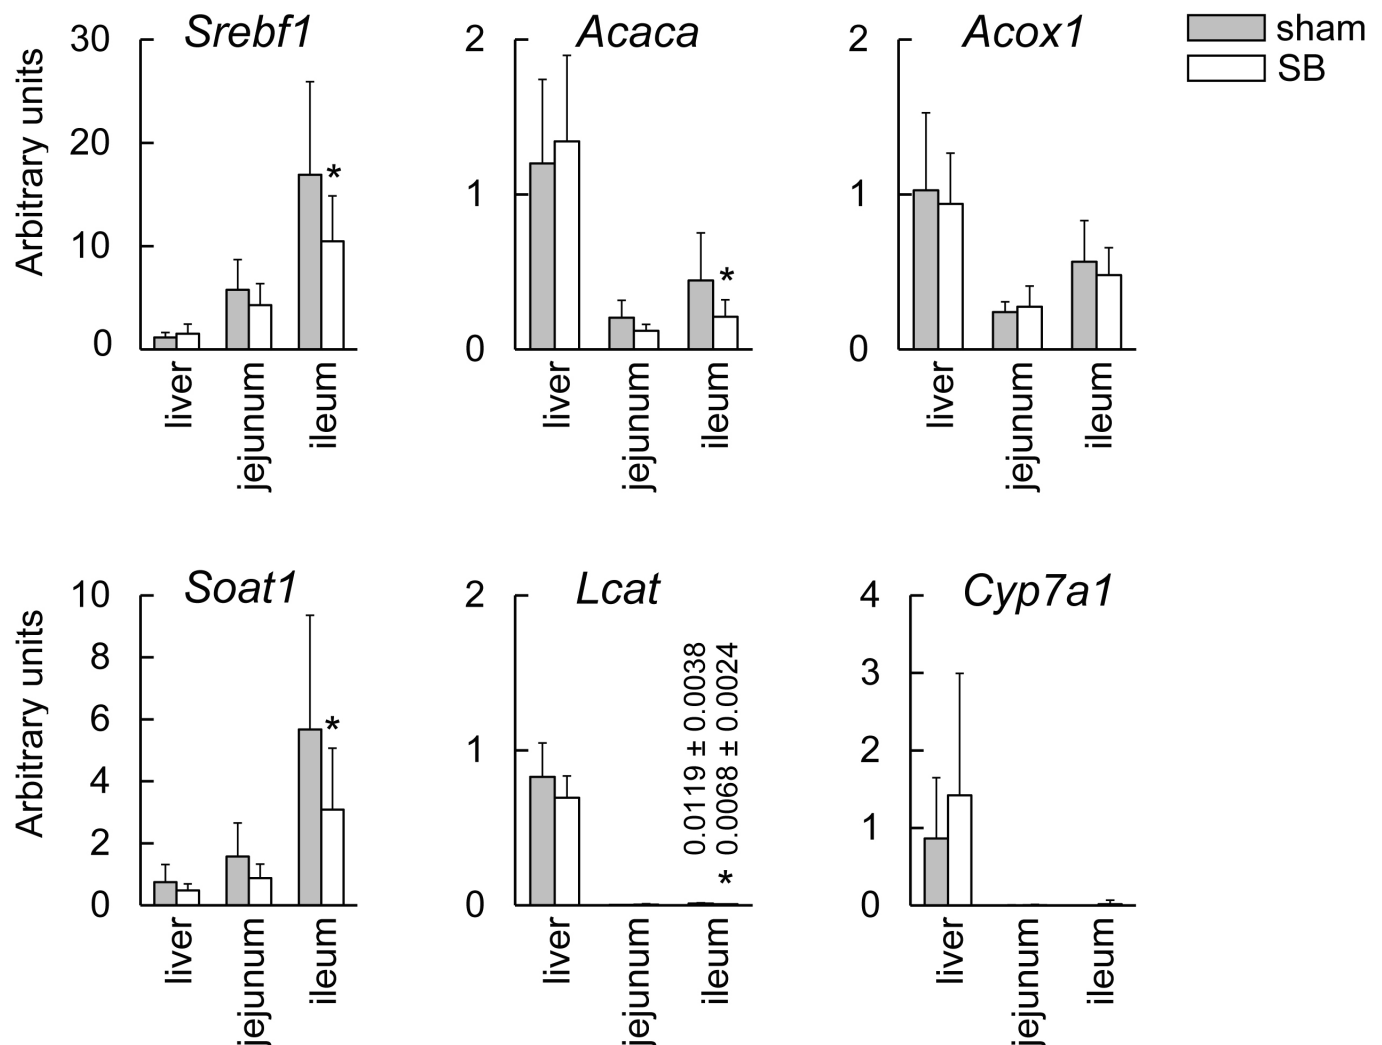 Srebf1
Arbitrary units
30
20
10
0
liver
jejunum
ileum
*
Acaca
2
1
0
liver
jejunum
ileum
*
Acox1
2
1
0
liver
jejunum
ileum
sham
SB
Soat1
Arbitrary units
10
8
6
4
2
0
liver
jejunum
ileum
*
Lcat
2
1
0
0.0119 ± 0.0038
* 0.0068 ± 0.0024
liver
jejunum
ileum
Cyp7a1
4
3
2
1
0
liver
jejunum
ileum